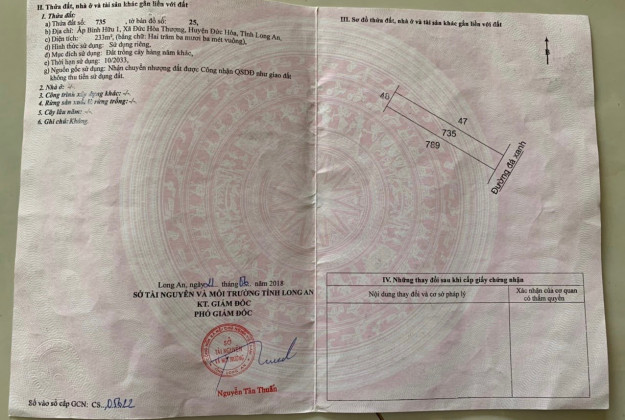 II. Thửa đất, nhà ở và tài sản khác gắn liền với đất
1. Thửa đất:
a) Thửa đất số: 735, tờ bản đồ số: 25,
b) Địa chỉ: Ấp Bình Hữu 1, Xã Đức Hòa Thượng, Huyện Đức Hòa, Tỉnh Long An,
c) Diện tích: 233m², (bằng chữ: Hai trăm ba mươi ba mét vuông),
d) Hình thức sử dụng: Sử dụng riêng,
đ) Mục đích sử dụng: Đất trồng cây hàng năm khác,
e) Thời hạn sử dụng: 10/2033,
g) Nguồn gốc sử dụng: Nhận chuyển nhượng đất được Công nhận QSDĐ như giao đất
không thu tiền sử dụng đất.
2. Nhà ở: -/-
3. Công trình xây dựng khác: -/-
4. Rừng sản xuất là rừng trồng: -/-
5. Cây lâu năm: -/-
6. Ghi chú: Không.
Long An, ngày tháng năm 2018
SỞ TÀI NGUYÊN VÀ MÔI TRƯỜNG TỈNH LONG AN
KT. GIÁM ĐỐC
PHÓ GIÁM ĐỐC
SỞ
TÀI NGUYÊN
VÀ MÔI TRƯỜNG
Nguyễn Tân Thuấn
Số vào sổ cấp GCN: CS 05622
III. Sơ đồ thửa đất, nhà ở và tài sản khác gắn liền với đất
B
40
47
735
789
Đường đá xanh
IV. Những thay đổi sau khi cấp giấy chứng nhận
Nội dung thay đổi và cơ sở pháp lý
Xác nhận của cơ quan
có thẩm quyền